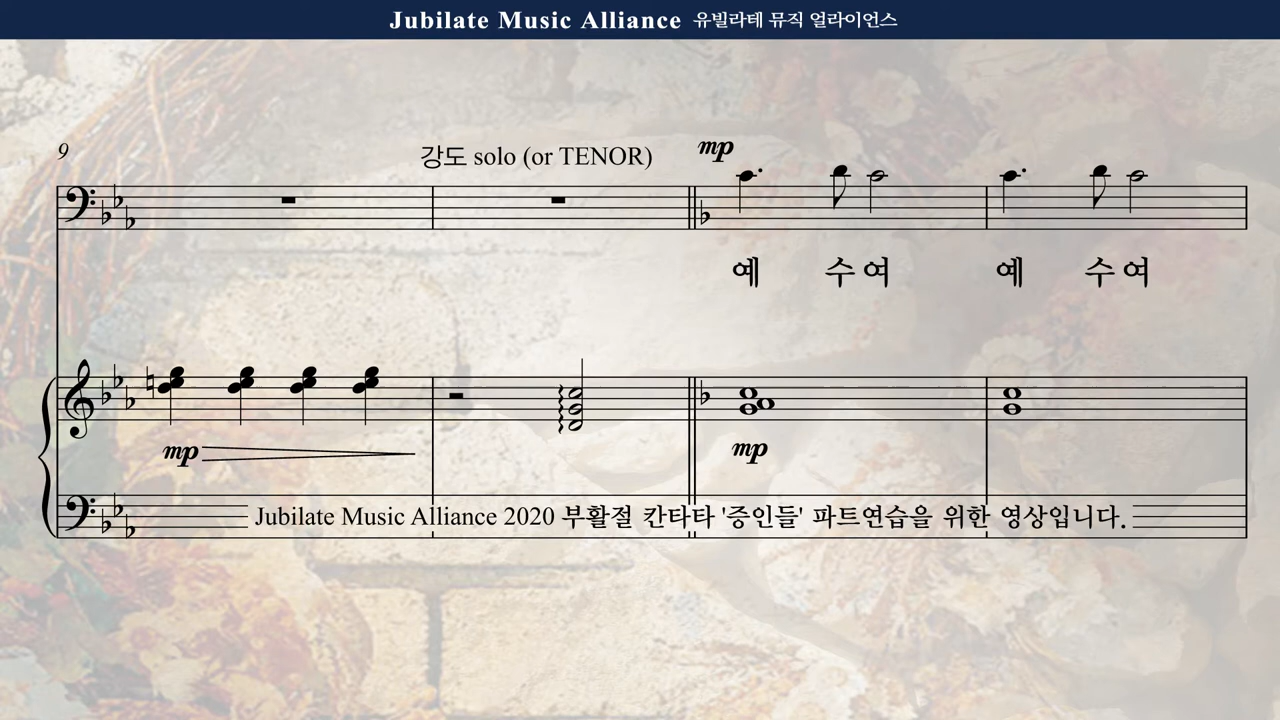 Jubilate Music Alliance 유빌라테 뮤직 얼라이언스
9
강도 solo (or TENOR)
mp
예 수 여 예 수 여
mp
mp
Jubilate Music Alliance 2020 부활절 칸타타 '증인들' 파트연습을 위한 영상입니다.